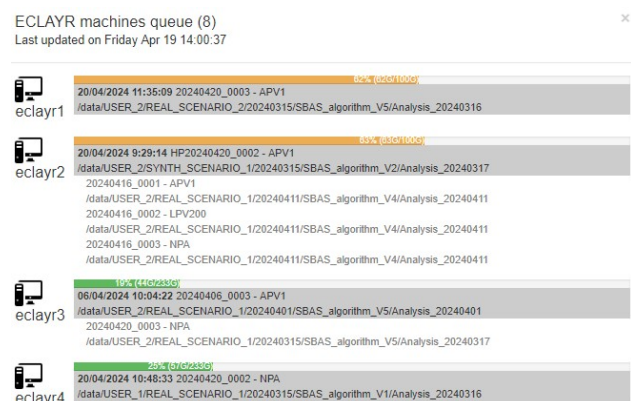 ECLAYR machines queue (8)
×
Last updated on Friday Apr 19 14:00:37
62% (62G/100G)
eclayr1
20/04/2024 11:35:09 20240420_0003 - APV1
/data/USER_2/REAL_SCENARIO_2/20240315/SBAS_algorithm_V5/Analysis_20240316
63% (63G/100G)
eclayr2
20/04/2024 9:29:14 HP20240420_0002 - APV1
/data/USER_2/SYNTH_SCENARIO_1/20240315/SBAS_algorithm_V2/Analysis_20240317
20240416_0001 - APV1
/data/USER_2/REAL_SCENARIO_1/20240411/SBAS_algorithm_V4/Analysis_20240411
20240416_0002 - LPV200
/data/USER_2/REAL_SCENARIO_1/20240411/SBAS_algorithm_V4/Analysis_20240411
20240416_0003 - NPA
/data/USER_2/REAL_SCENARIO_1/20240411/SBAS_algorithm_V4/Analysis_20240411
19% (44G/233G)
eclayr3
06/04/2024 10:04:22 20240406_0003 - APV1
/data/USER_2/REAL_SCENARIO_1/20240401/SBAS_algorithm_V5/Analysis_20240401
20240420_0003 - NPA
/data/USER_2/REAL_SCENARIO_1/20240315/SBAS_algorithm_V5/Analysis_20240317
25% (57G/233G)
eclayr4
20/04/2024 10:48:33 20240420_0002 - NPA
/data/USER_1/REAL_SCENARIO_1/20240315/SBAS_algorithm_V1/Analysis_20240316